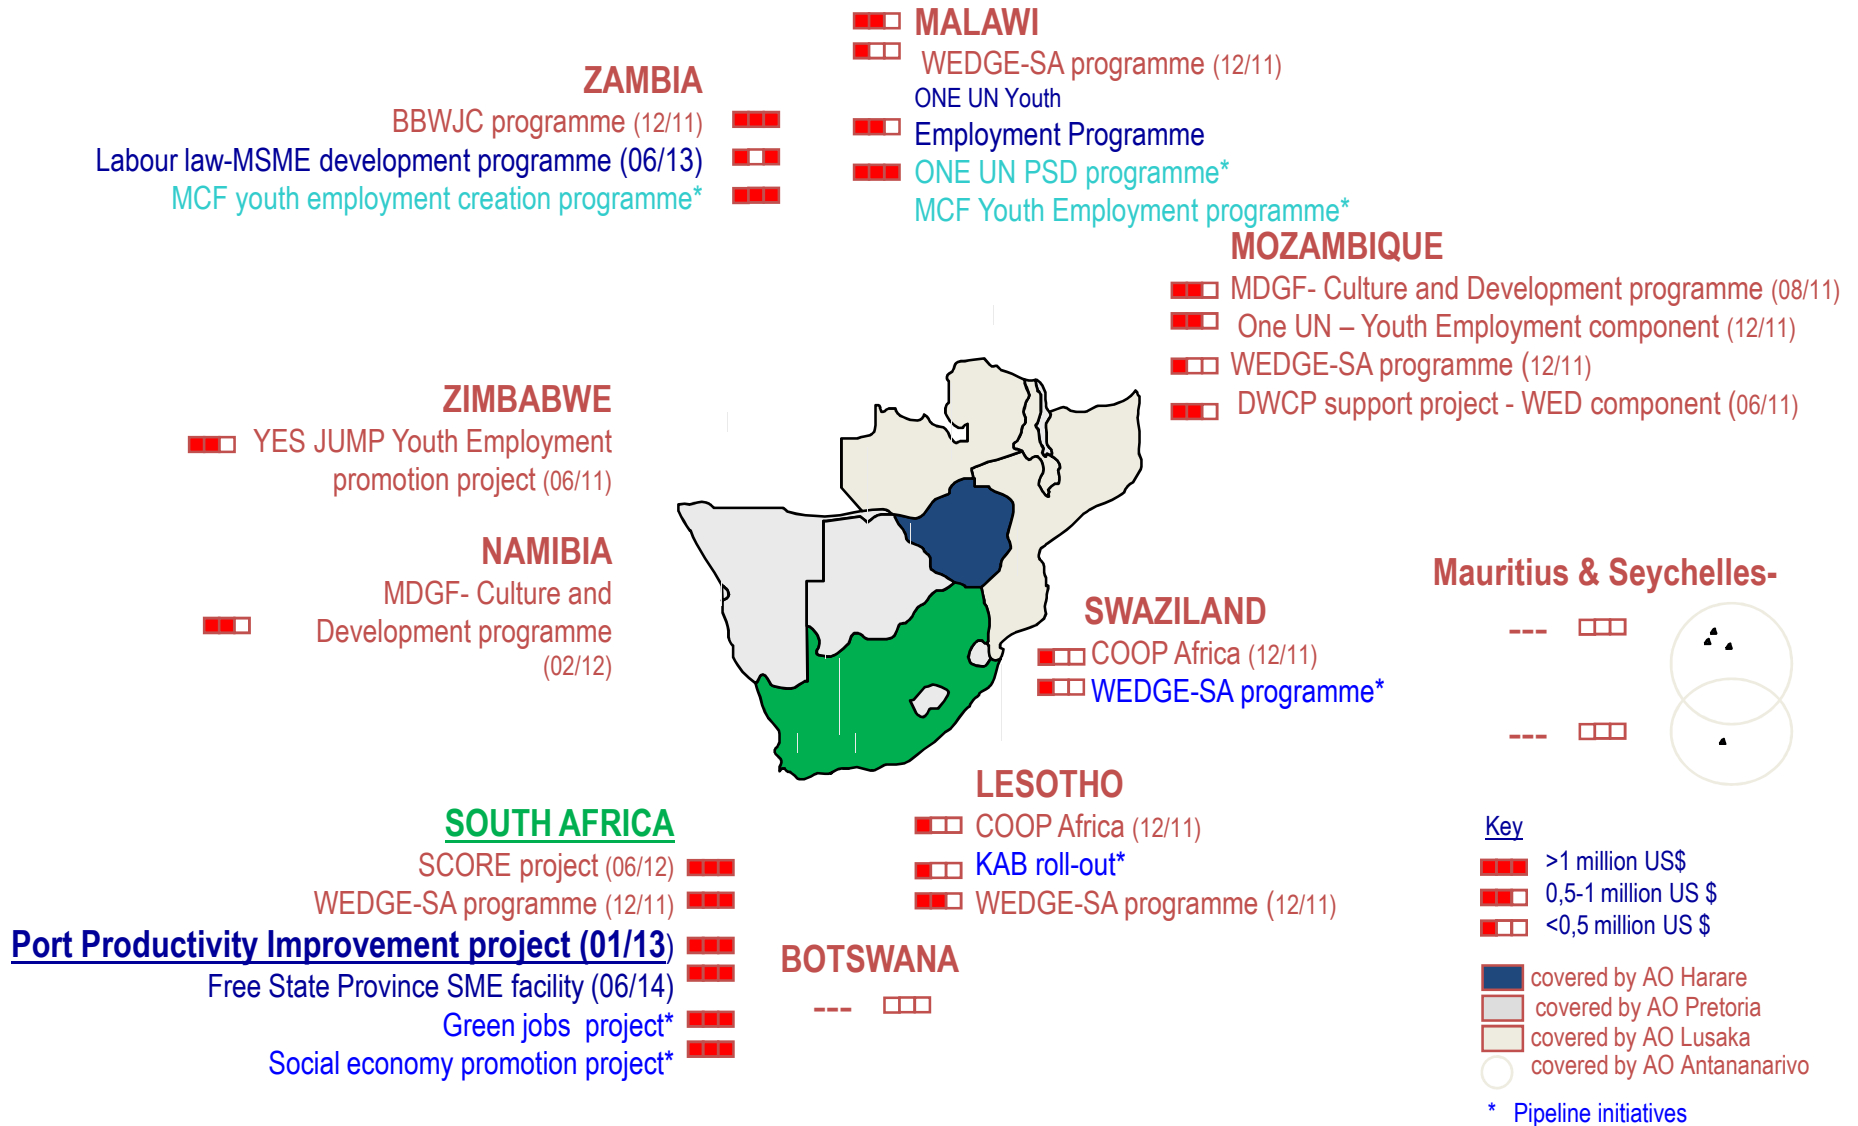 MALAWI
WEDGE-SA programme (12/11)
ONE UN Youth
Employment Programme
ONE UN PSD programme*
MCF Youth Employment programme*
ZAMBIA
BBWJC programme (12/11)
Labour law-MSME development programme (06/13)
MCF youth employment creation programme*
MOZAMBIQUE
MDGF- Culture and Development programme (08/11)
One UN – Youth Employment component (12/11)
WEDGE-SA programme (12/11)
DWCP support project - WED component (06/11)
ZIMBABWE
YES JUMP Youth Employment
promotion project (06/11)
NAMIBIA
MDGF- Culture and
Development programme
(02/12)
Mauritius & Seychelles-
---
---
SWAZILAND
COOP Africa (12/11)
WEDGE-SA programme*
LESOTHO
COOP Africa (12/11)
KAB roll-out*
WEDGE-SA programme (12/11)
SOUTH AFRICA
SCORE project (06/12)
WEDGE-SA programme (12/11)
Port Productivity Improvement project (01/13)
Free State Province SME facility (06/14)
Green jobs  project*
Social economy promotion project*
BOTSWANA
---
Key
>1 million US$
0,5-1 million US $
<0,5 million US $
covered by AO Harare
covered by AO Pretoria
covered by AO Lusaka
covered by AO Antananarivo
* Pipeline initiatives